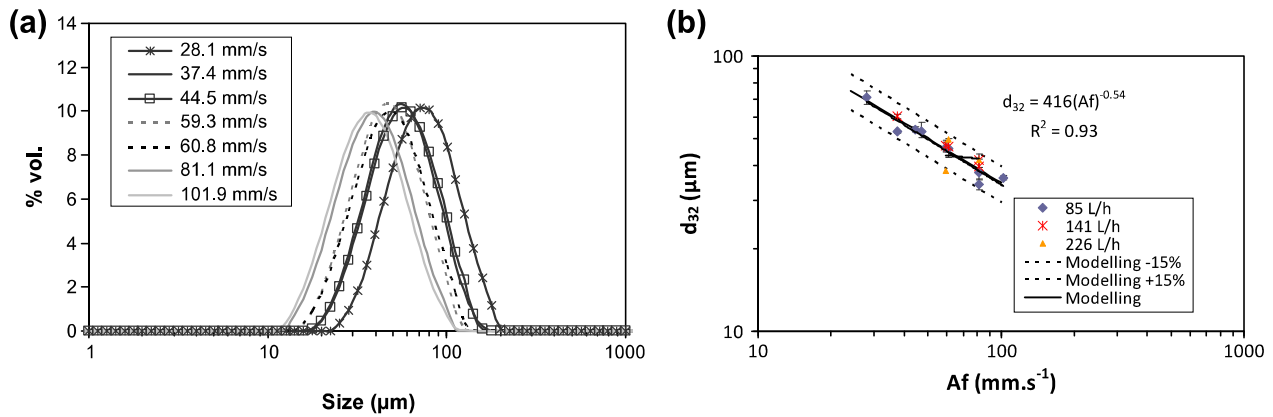 (a)
14
12
10
8
6
4
2
0
% vol.
28.1 mm/s
37.4 mm/s
44.5 mm/s
59.3 mm/s
60.8 mm/s
81.1 mm/s
101.9 mm/s
1
10
100
1000
Size (µm)
(b)
100
10
d32 (µm)
d32 = 416(Af)-0.54
R2 = 0.93
85 L/h
141 L/h
226 L/h
Modelling -15%
Modelling +15%
Modelling
10
100
1000
Af (mm.s-1)